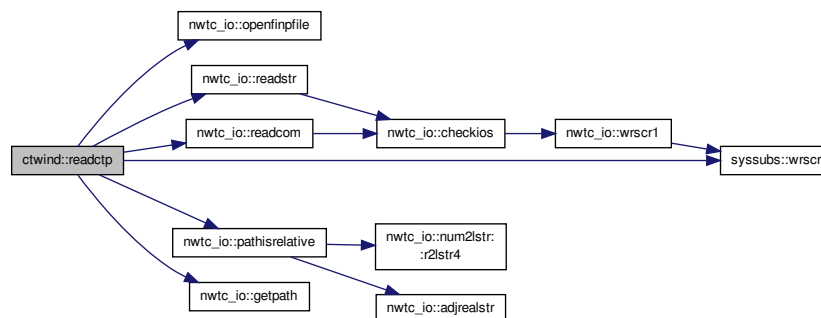 nwtc_io::openfinpfile
nwtc_io::readstr
nwtc_io::readcom
nwtc_io::checkios
nwtc_io::wrscr1
ctwind::readctp
syssubs::wrscr
nwtc_io::pathisrelative
nwtc_io::num2lstr:
:r2lstr4
nwtc_io::getpath
nwtc_io::adjrealstr